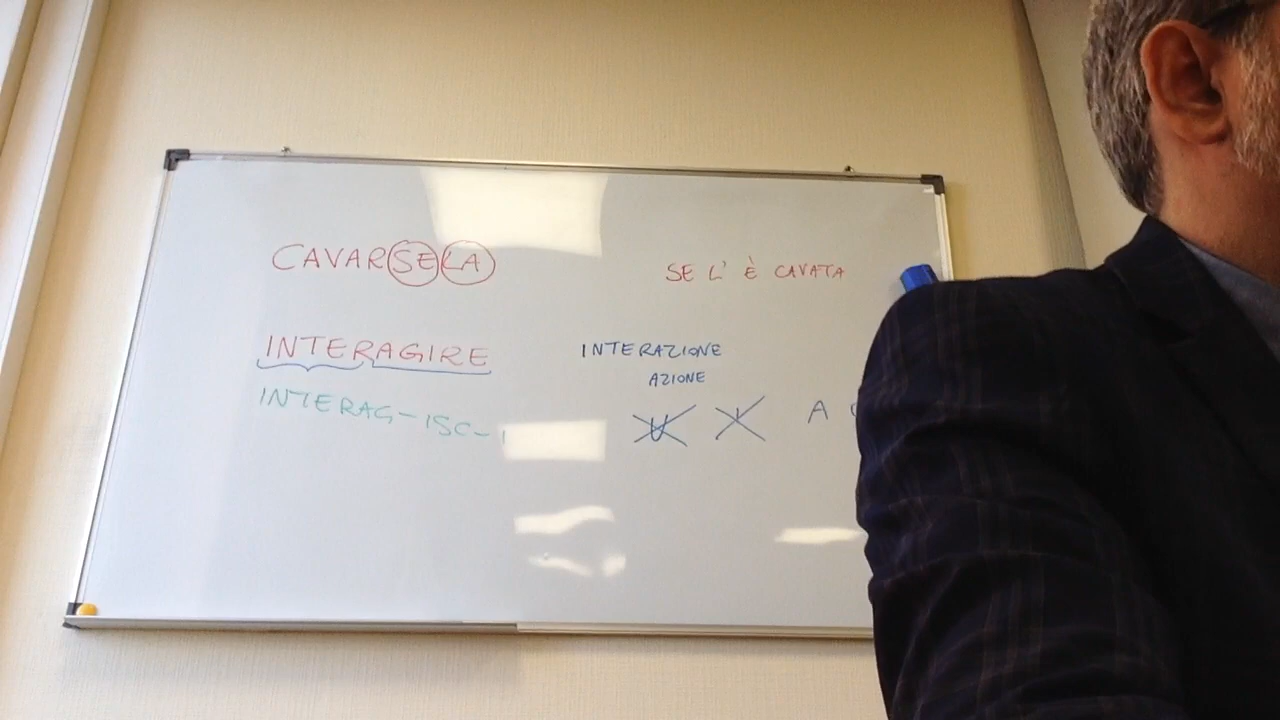 CAVARSELA
SE L' È CAVATA
INTERAGIRE
INTERAZIONE
AZIONE
INTERAG-ISC-I
A